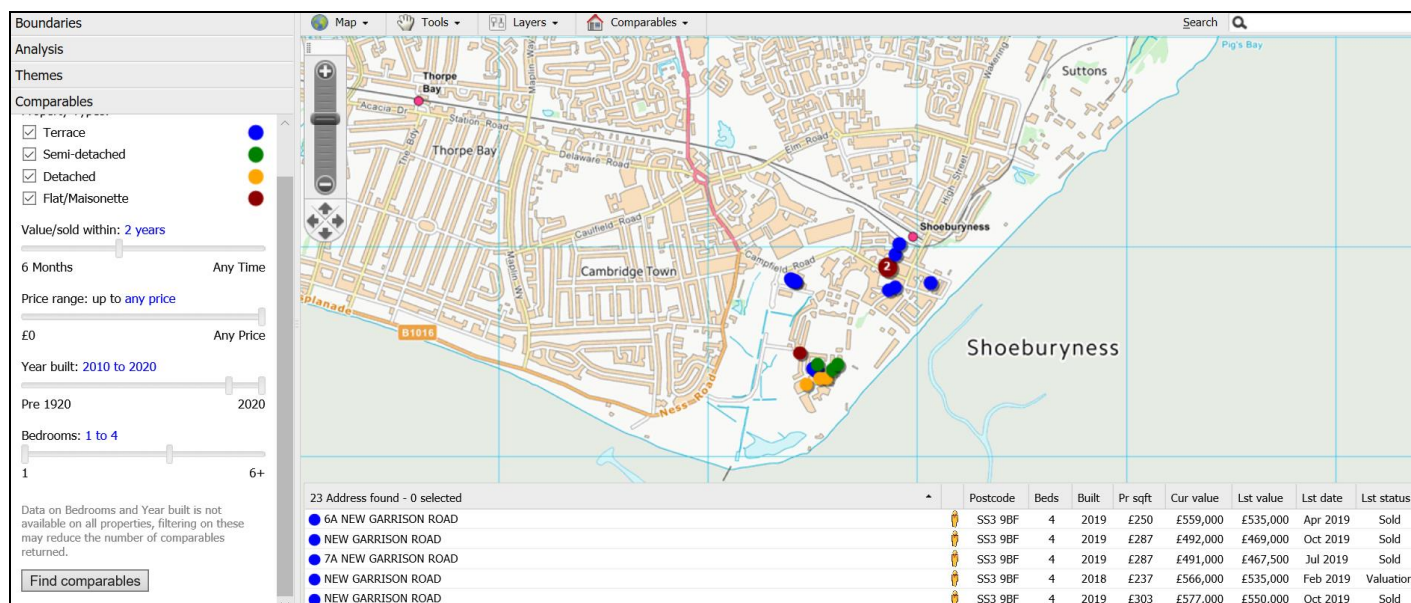 Boundaries
Analysis
Themes
Comparables
Terrace
Semi-detached
Detached
Flat/Maisonette
Value/sold within: 2 years
6 Months Any Time
Price range: up to any price
£0 Any Price
Year built: 2010 to 2020
Pre 1920 2020
Bedrooms: 1 to 4
1 6+
Data on Bedrooms and Year built is not
available on all properties, filtering on these
may reduce the number of comparables
returned.
Find comparables
Map Tools Layers Comparables Search
Pig's Bay
Suttons
Thorpe
Bay
Maplin Way
Wakering
Acacia Dr
Station Road
The Bdy
Thorpe Bay
Delaware Road
Elm Road
High Street
Caulfield Road
Shoeburyness
Campfield Road
2
Cambridge Town
Maplin Wy
splanade
B1016
Shoeburyness
Ness Road
23 Address found - 0 selected Postcode Beds Built Pr sqft Cur value Lst value Lst date Lst status
6A NEW GARRISON ROAD SS3 9BF 4 2019 £250 £559,000 £535,000 Apr 2019 Sold
NEW GARRISON ROAD SS3 9BF 4 2019 £287 £492,000 £469,000 Oct 2019 Sold
7A NEW GARRISON ROAD SS3 9BF 4 2019 £287 £491,000 £467,500 Jul 2019 Sold
NEW GARRISON ROAD SS3 9BF 4 2018 £237 £566,000 £535,000 Feb 2019 Valuation
NEW GARRISON ROAD SS3 9BF 4 2019 £303 £577,000 £550,000 Oct 2019 Sold